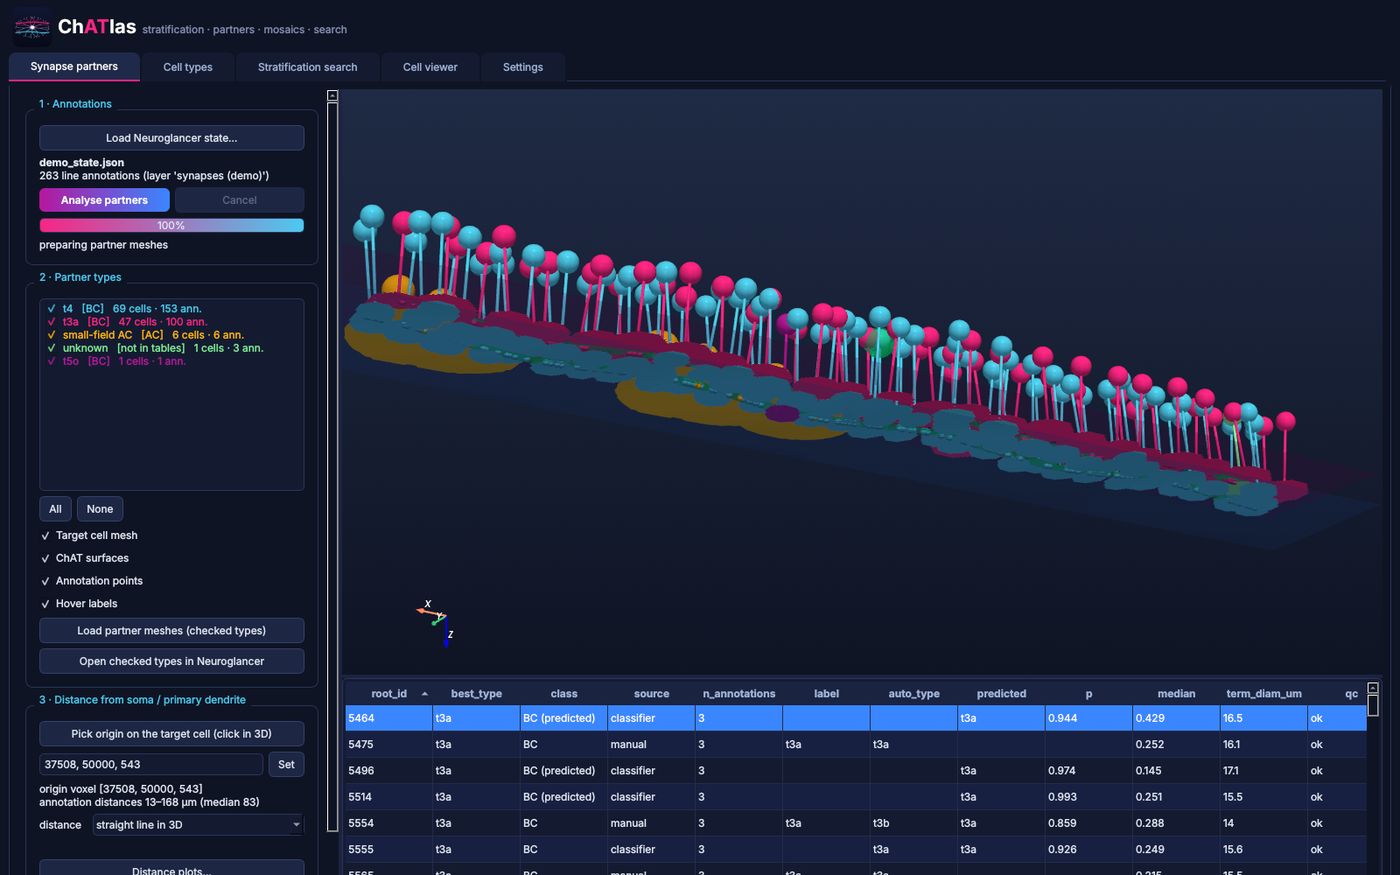 ChATlas stratification · partners · mosaics · search
Synapse partners Cell types Stratification search Cell viewer Settings
1 · Annotations
Load Neuroglancer state...
demo_state.json
263 line annotations (layer 'synapses (demo)')
Analyse partners Cancel
100%
preparing partner meshes
2 · Partner types
✓ t4 [BC] 69 cells · 153 ann.
✓ t3a [BC] 47 cells · 100 ann.
✓ small-field AC [AC] 6 cells · 6 ann.
✓ unknown [not in tables] 1 cells · 3 ann.
✓ t5o [BC] 1 cells · 1 ann.
All None
✓ Target cell mesh
✓ ChAT surfaces
✓ Annotation points
✓ Hover labels
Load partner meshes (checked types)
Open checked types in Neuroglancer
3 · Distance from soma / primary dendrite
Pick origin on the target cell (click in 3D)
37508, 50000, 543 Set
origin voxel [37508, 50000, 543]
annotation distances 13–168 µm (median 83)
distance straight line in 3D
Distance plots...
X
Y
Z
root_id best_type class source n_annotations label auto_type predicted p median term_diam_um qc
5464 t3a BC (predicted) classifier 3 t3a 0.944 0.429 16.5 ok
5475 t3a BC manual 3 t3a t3a 0.252 16.1 ok
5496 t3a BC (predicted) classifier 3 t3a 0.974 0.145 17.1 ok
5514 t3a BC (predicted) classifier 3 t3a 0.993 0.251 15.5 ok
5554 t3a BC manual 3 t3a t3b t3a 0.859 0.288 14 ok
5555 t3a BC classifier 3 t3a t3a 0.926 0.249 15.6 ok